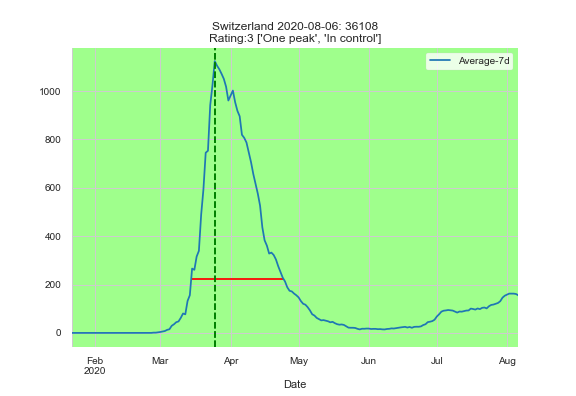 Switzerland 2020-08-06: 36108
Rating:3 ['One peak', 'In control']
Average-7d
1000
800
600
400
200
0
Feb Mar Apr May Jun Jul Aug
2020
Date